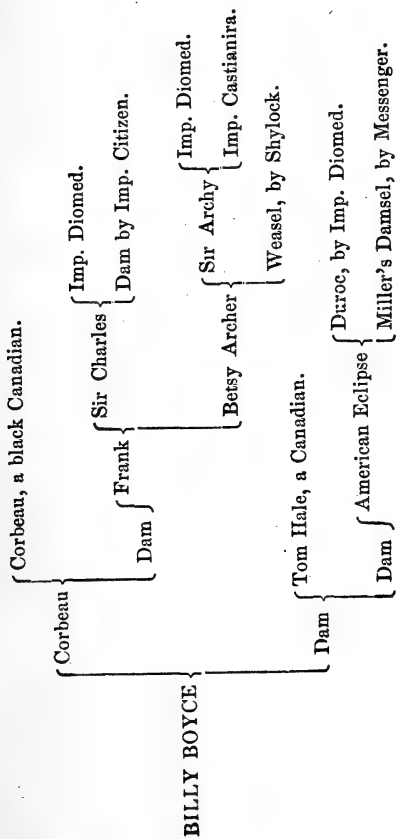 Corbeau, a black Canadian.
Corbeau
Imp. Diomed.
Sir Charles
Frank Dam by Imp. Citizen.
Dam
BILLY BOYCE Imp. Diomed.
Sir Archy
Betsy Archer Imp. Castianira.
Weasel, by Shylock.
Tom Hale, a Canadian.
Dam
Duroc, by Imp. Diomed.
American Eclipse
Dam Miller's Damsel, by Messenger.